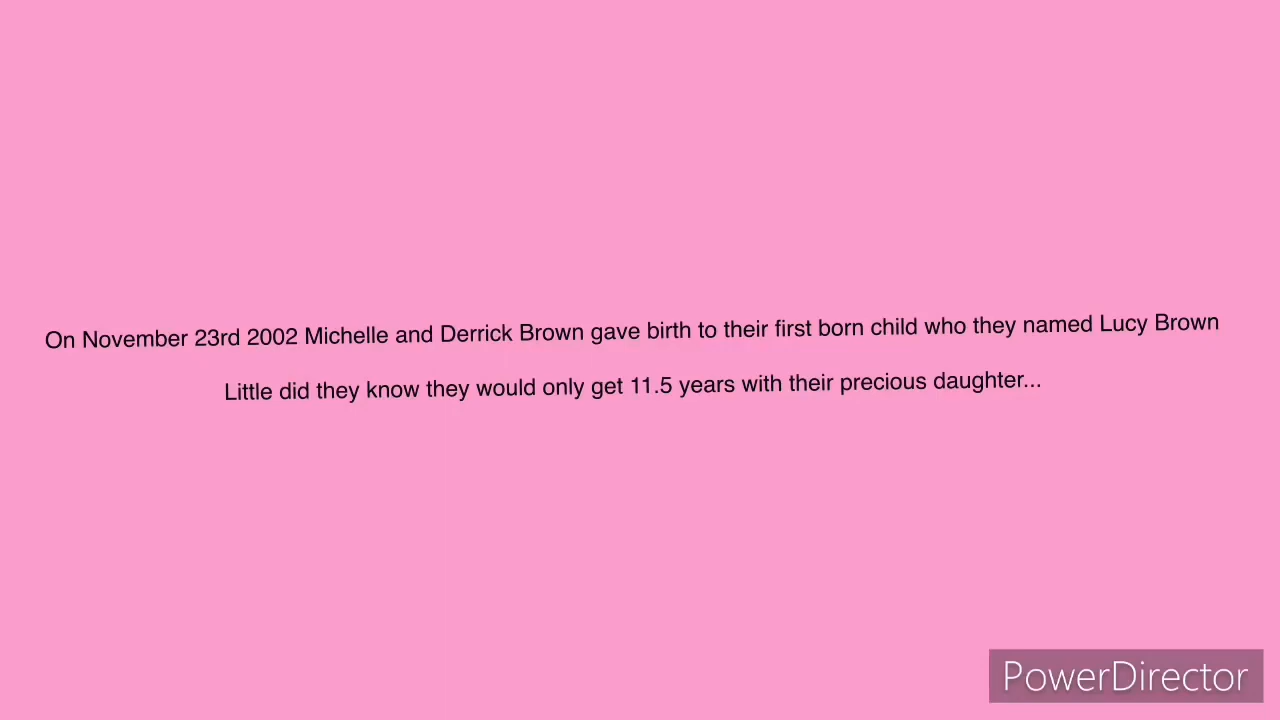 On November 23rd 2002 Michelle and Derrick Brown gave birth to their first born child who they named Lucy Brown
Little did they know they would only get 11.5 years with their precious daughter...
PowerDirector